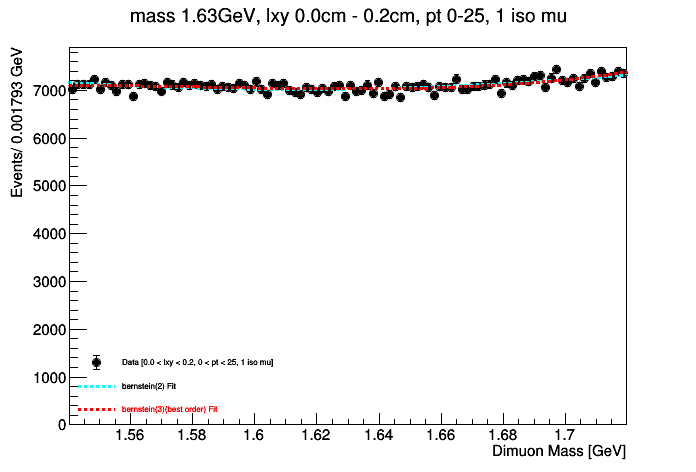 mass 1.63GeV, lxy 0.0cm - 0.2cm, pt 0-25, 1 iso mu
Events/ 0.001793 GeV
7000
6000
5000
4000
3000
2000
1000
0
Data [0.0 < lxy < 0.2, 0 < pt < 25, 1 iso mu]
bernstein(2) Fit
bernstein(3)(best order) Fit
1.56 1.58 1.6 1.62 1.64 1.66 1.68 1.7
Dimuon Mass [GeV]